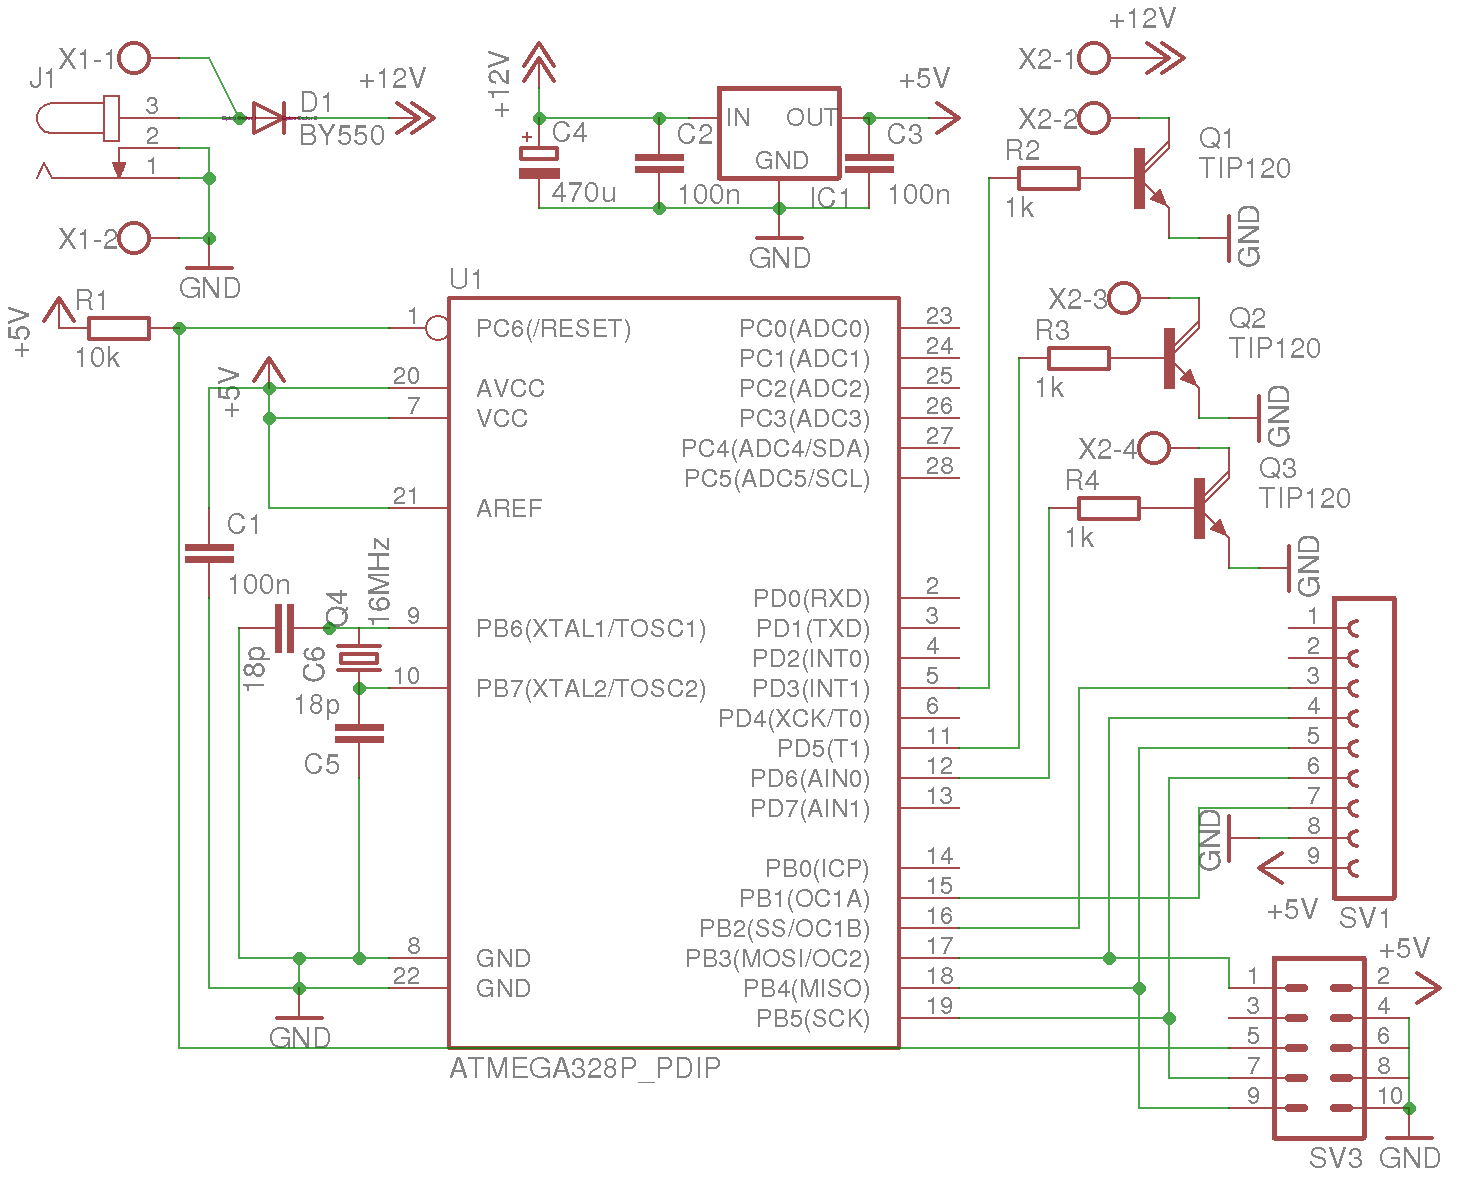 X1-1
J1
3
2
1
D1
BY550
+12V
X1-2
GND
+12V
C4
470u
C2
100n
IN
OUT
GND
IC1
C3
100n
+5V
GND
+12V
X2-1
X2-2
R2
1k
Q1
TIP120
GND
X2-3
R3
1k
Q2
TIP120
GND
X2-4
R4
1k
Q3
TIP120
GND
+5V
R1
10k
+5V
C1
100n
18p
C6
Q4
16MHz
18p
C5
GND
U1
1 PC6(/RESET)
20 AVCC
7 VCC
21 AREF
9 PB6(XTAL1/TOSC1)
10 PB7(XTAL2/TOSC2)
8 GND
22 GND
PC0(ADC0) 23
PC1(ADC1) 24
PC2(ADC2) 25
PC3(ADC3) 26
PC4(ADC4/SDA) 27
PC5(ADC5/SCL) 28
PD0(RXD) 2
PD1(TXD) 3
PD2(INT0) 4
PD3(INT1) 5
PD4(XCK/T0) 6
PD5(T1) 11
PD6(AIN0) 12
PD7(AIN1) 13
PB0(ICP) 14
PB1(OC1A) 15
PB2(SS/OC1B) 16
PB3(MOSI/OC2) 17
PB4(MISO) 18
PB5(SCK) 19
ATMEGA328P_PDIP
1
2
3
4
5
6
7
8
9
GND
+5V
SV1
+5V
1 2
3 4
5 6
7 8
9 10
SV3
GND